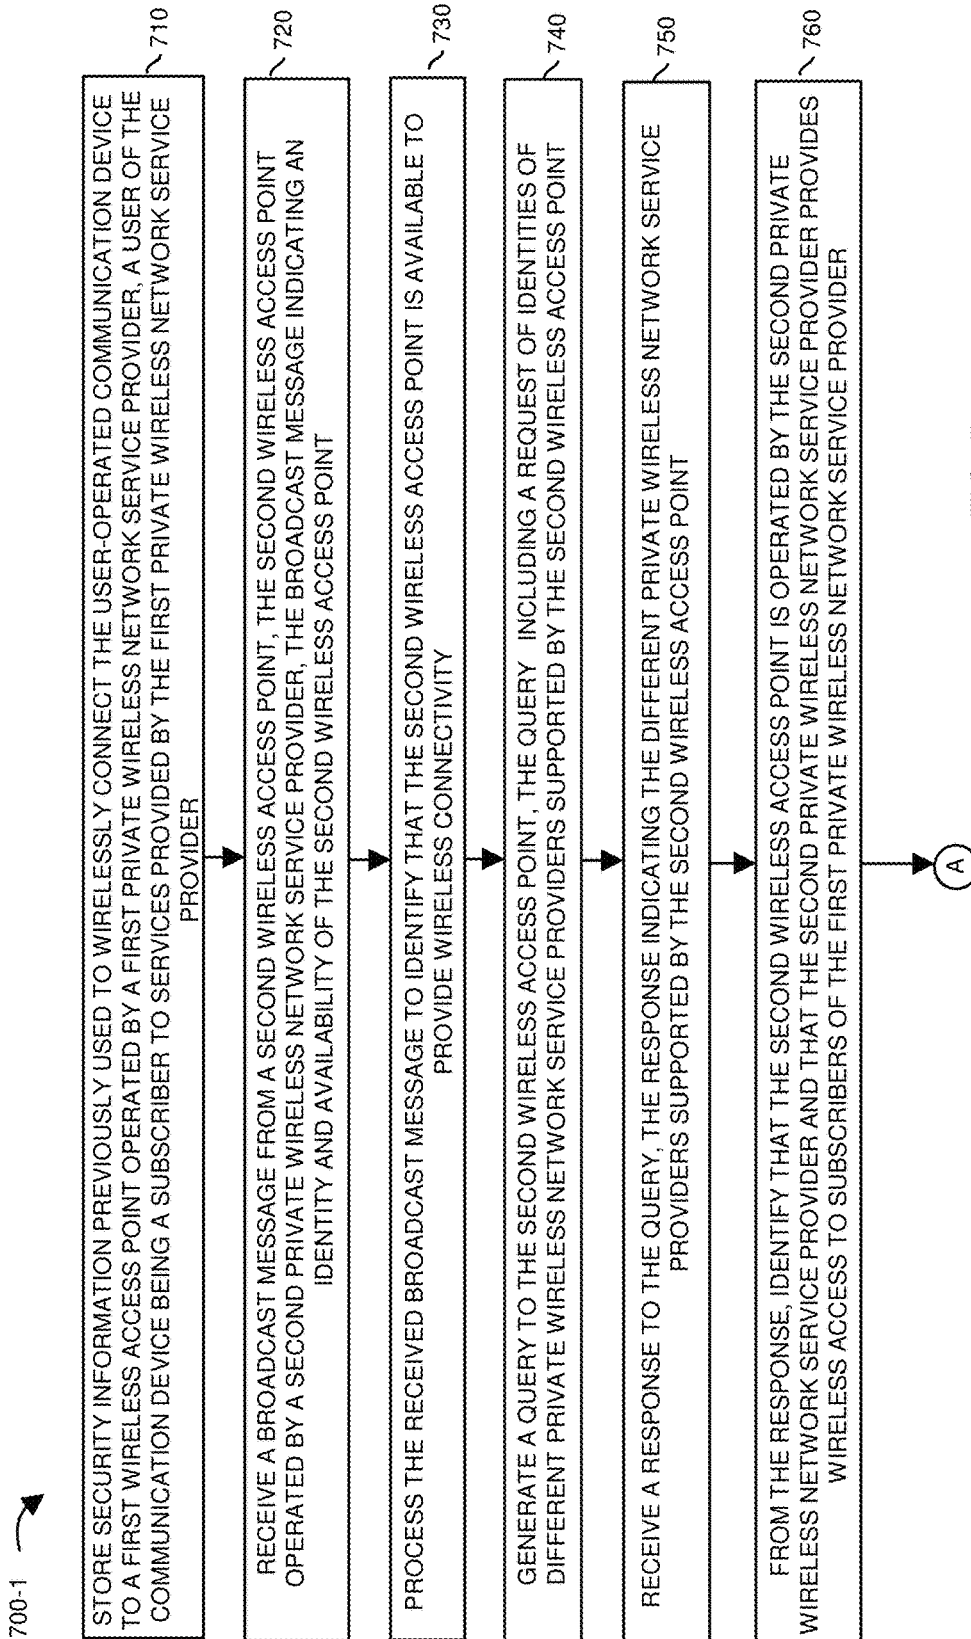 700-1
STORE SECURITY INFORMATION PREVIOUSLY USED TO WIRELESSLY CONNECT THE USER-OPERATED COMMUNICATION DEVICE
TO A FIRST WIRELESS ACCESS POINT OPERATED BY A FIRST PRIVATE WIRELESS NETWORK SERVICE PROVIDER, A USER OF THE
COMMUNICATION DEVICE BEING A SUBSCRIBER TO SERVICES PROVIDED BY THE FIRST PRIVATE WIRELESS NETWORK SERVICE
PROVIDER
710
RECEIVE A BROADCAST MESSAGE FROM A SECOND WIRELESS ACCESS POINT, THE SECOND WIRELESS ACCESS POINT
OPERATED BY A SECOND PRIVATE WIRELESS NETWORK SERVICE PROVIDER, THE BROADCAST MESSAGE INDICATING AN
IDENTITY AND AVAILABILITY OF THE SECOND WIRELESS ACCESS POINT
720
PROCESS THE RECEIVED BROADCAST MESSAGE TO IDENTIFY THAT THE SECOND WIRELESS ACCESS POINT IS AVAILABLE TO
PROVIDE WIRELESS CONNECTIVITY
730
GENERATE A QUERY TO THE SECOND WIRELESS ACCESS POINT, THE QUERY INCLUDING A REQUEST OF IDENTITIES OF
DIFFERENT PRIVATE WIRELESS NETWORK SERVICE PROVIDERS SUPPORTED BY THE SECOND WIRELESS ACCESS POINT
740
RECEIVE A RESPONSE TO THE QUERY, THE RESPONSE INDICATING THE DIFFERENT PRIVATE WIRELESS NETWORK SERVICE
PROVIDERS SUPPORTED BY THE SECOND WIRELESS ACCESS POINT
750
FROM THE RESPONSE, IDENTIFY THAT THE SECOND WIRELESS ACCESS POINT IS OPERATED BY THE SECOND PRIVATE
WIRELESS NETWORK SERVICE PROVIDER AND THAT THE SECOND PRIVATE WIRELESS NETWORK SERVICE PROVIDER PROVIDES
WIRELESS ACCESS TO SUBSCRIBERS OF THE FIRST PRIVATE WIRELESS NETWORK SERVICE PROVIDER
760
A